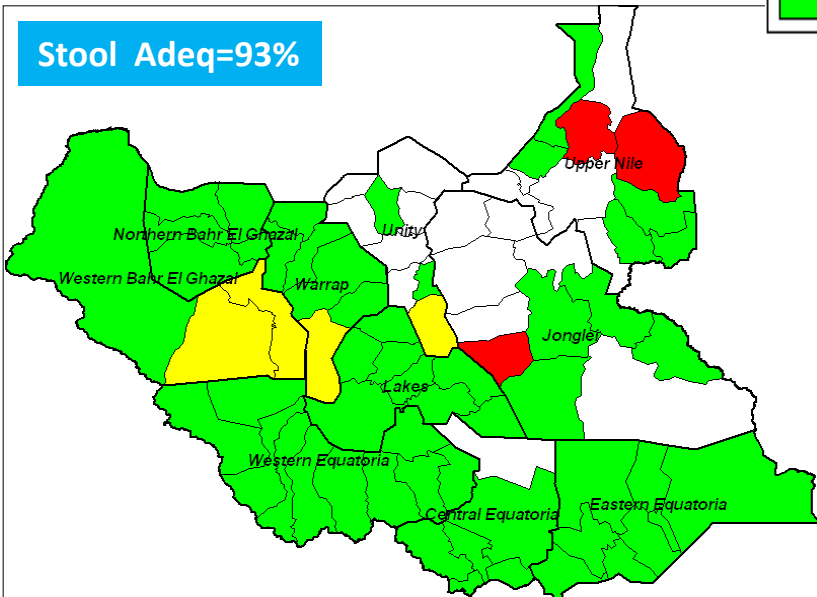 Stool Adeq=93%
Upper Nile
Northern Bahr El Ghazal
Unity
Western Bahr El Ghazal
Warrap
Jonglei
Lakes
Western Equatoria
Eastern Equatoria
Central Equatoria